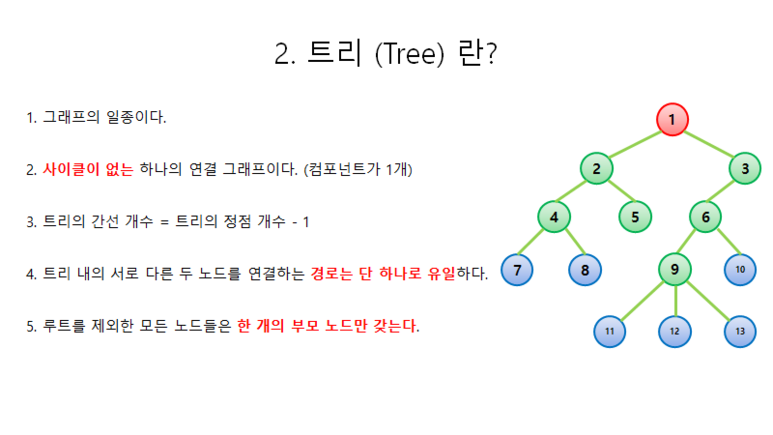 2. 트리 (Tree) 란?
1. 그래프의 일종이다.
2. 사이클이 없는 하나의 연결 그래프이다. (컴포넌트가 1개)
3. 트리의 간선 개수 = 트리의 정점 개수 - 1
4. 트리 내의 서로 다른 두 노드를 연결하는 경로는 단 하나로 유일하다.
5. 루트를 제외한 모든 노드들은 한 개의 부모 노드만 갖는다.
1
2 3
4 5 6
7 8 9 10
11 12 13